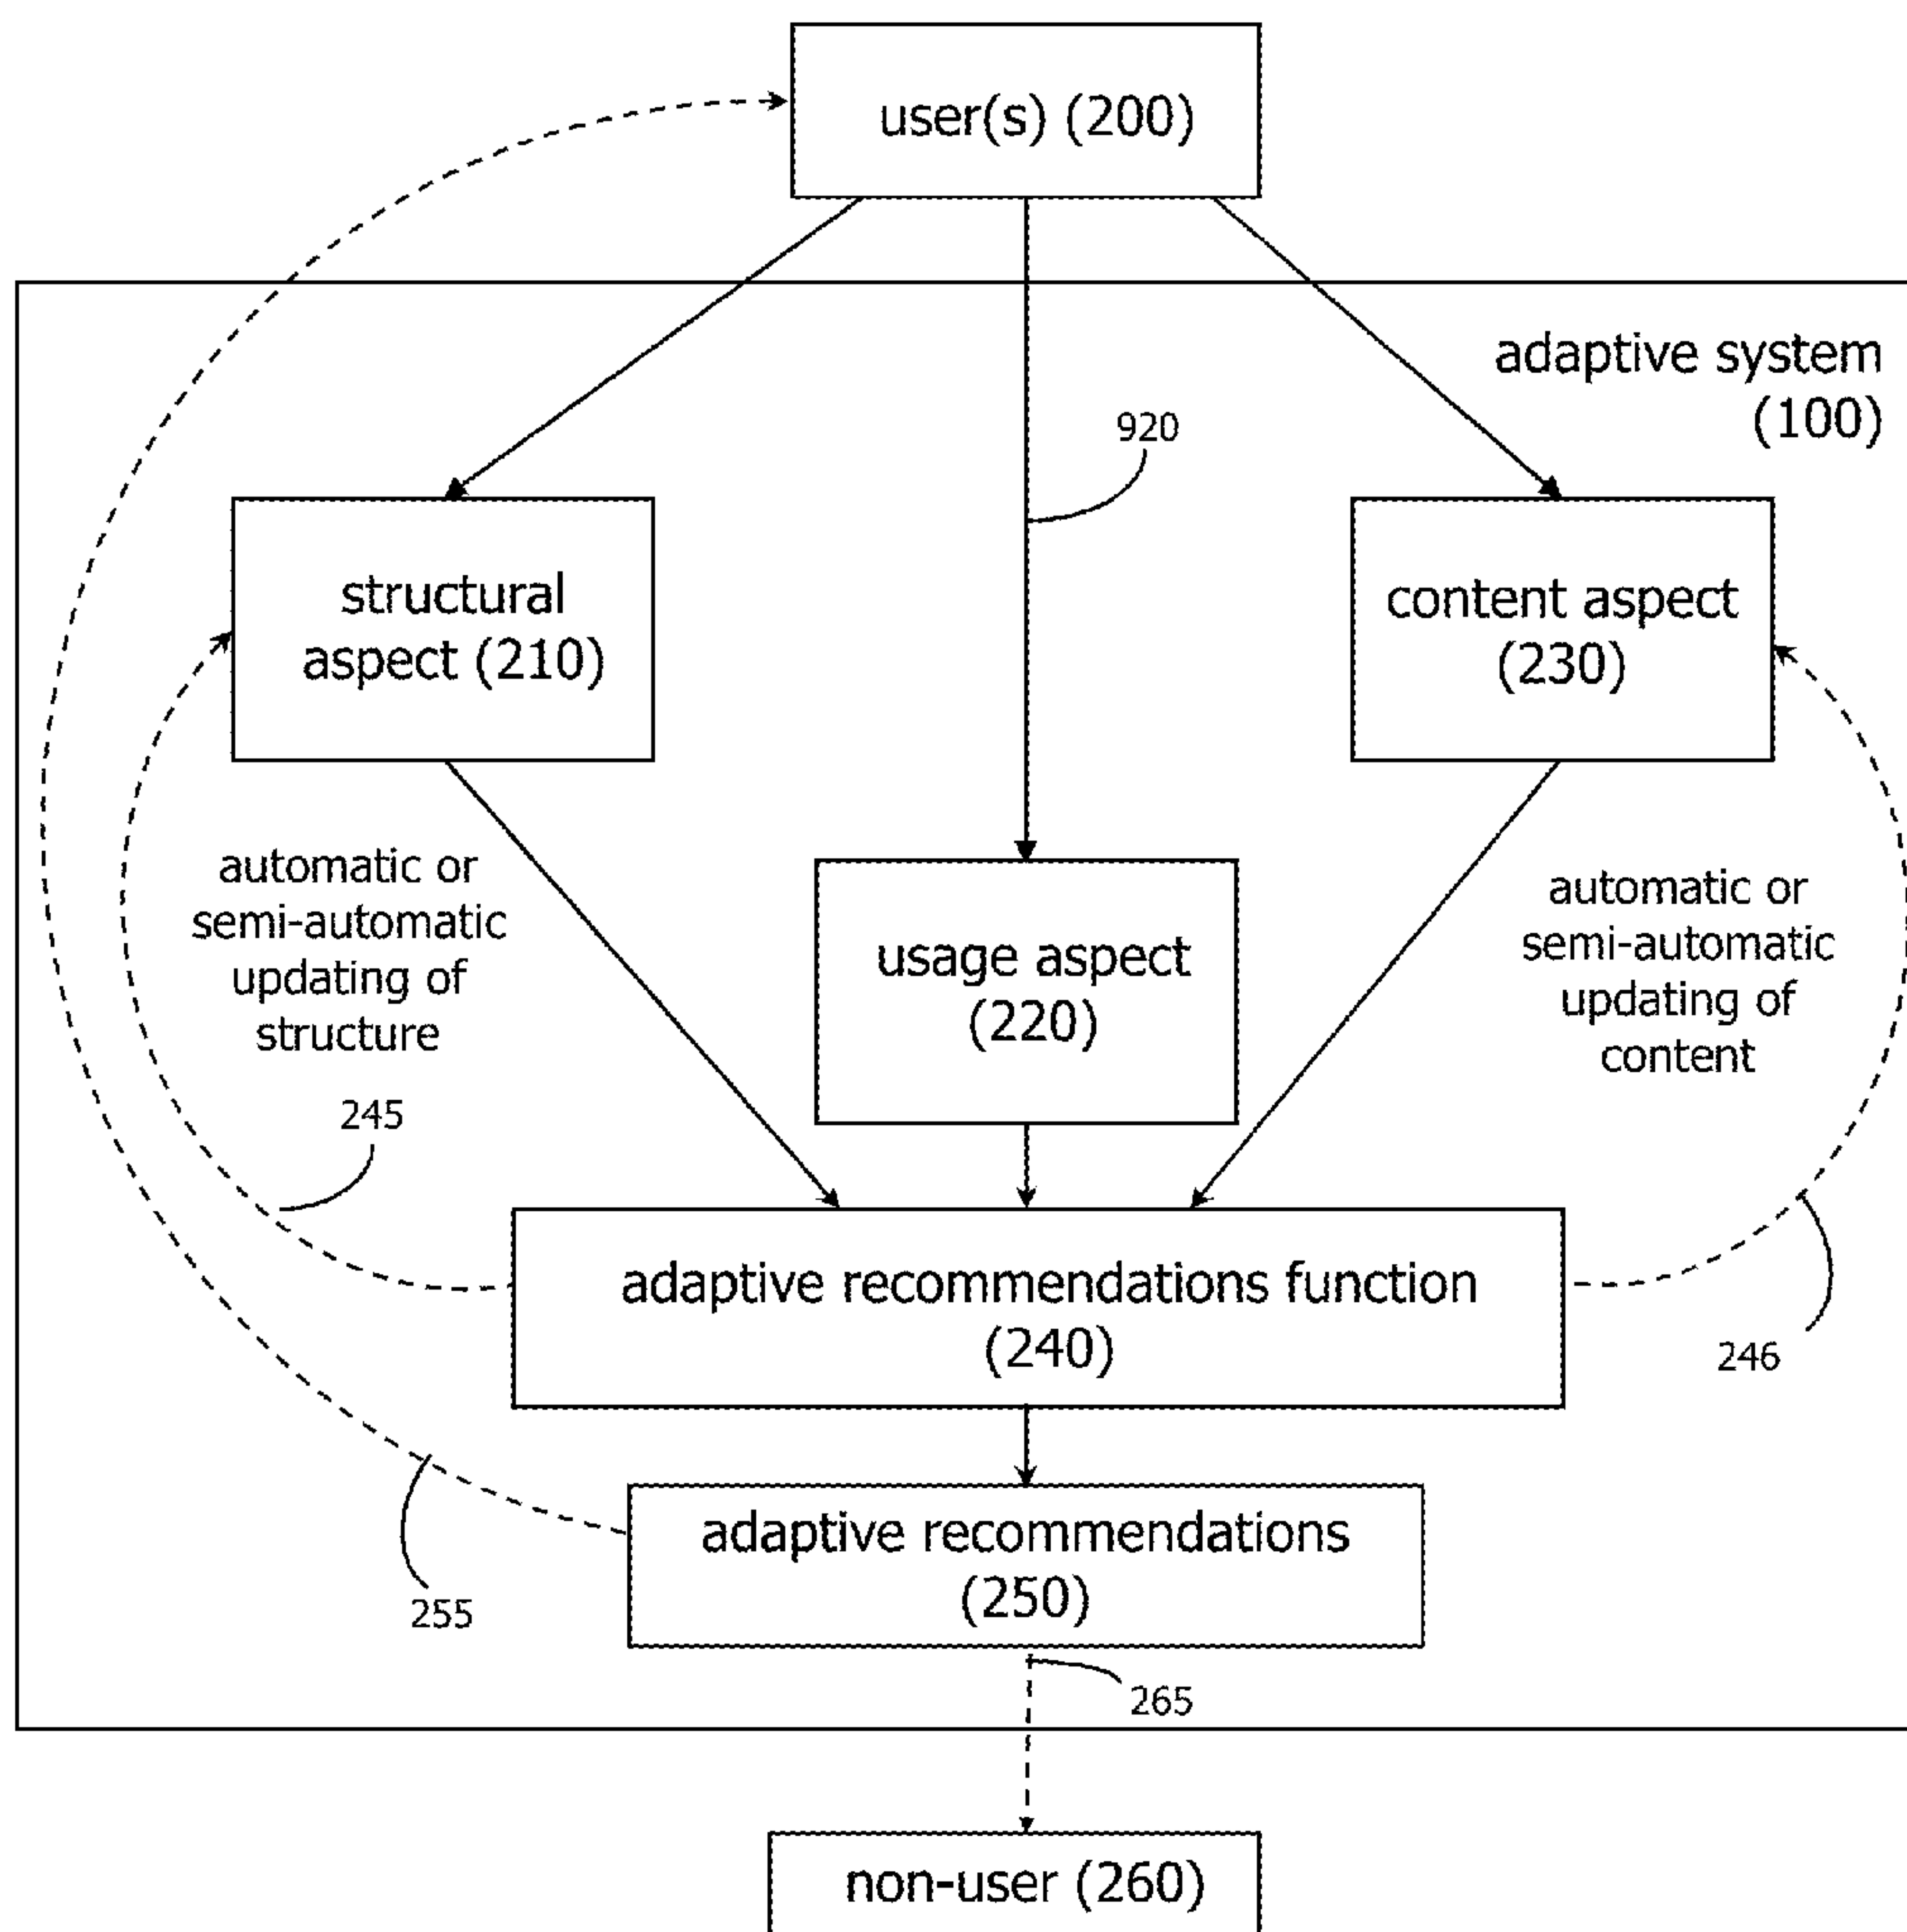 user(s) (200)
adaptive system
(100)
920
structural
aspect (210)
content aspect
(230)
automatic or
semi-automatic
updating of
structure
usage aspect
(220)
automatic or
semi-automatic
updating of
content
245
adaptive recommendations function
(240)
246
adaptive recommendations
(250)
255
265
non-user (260)